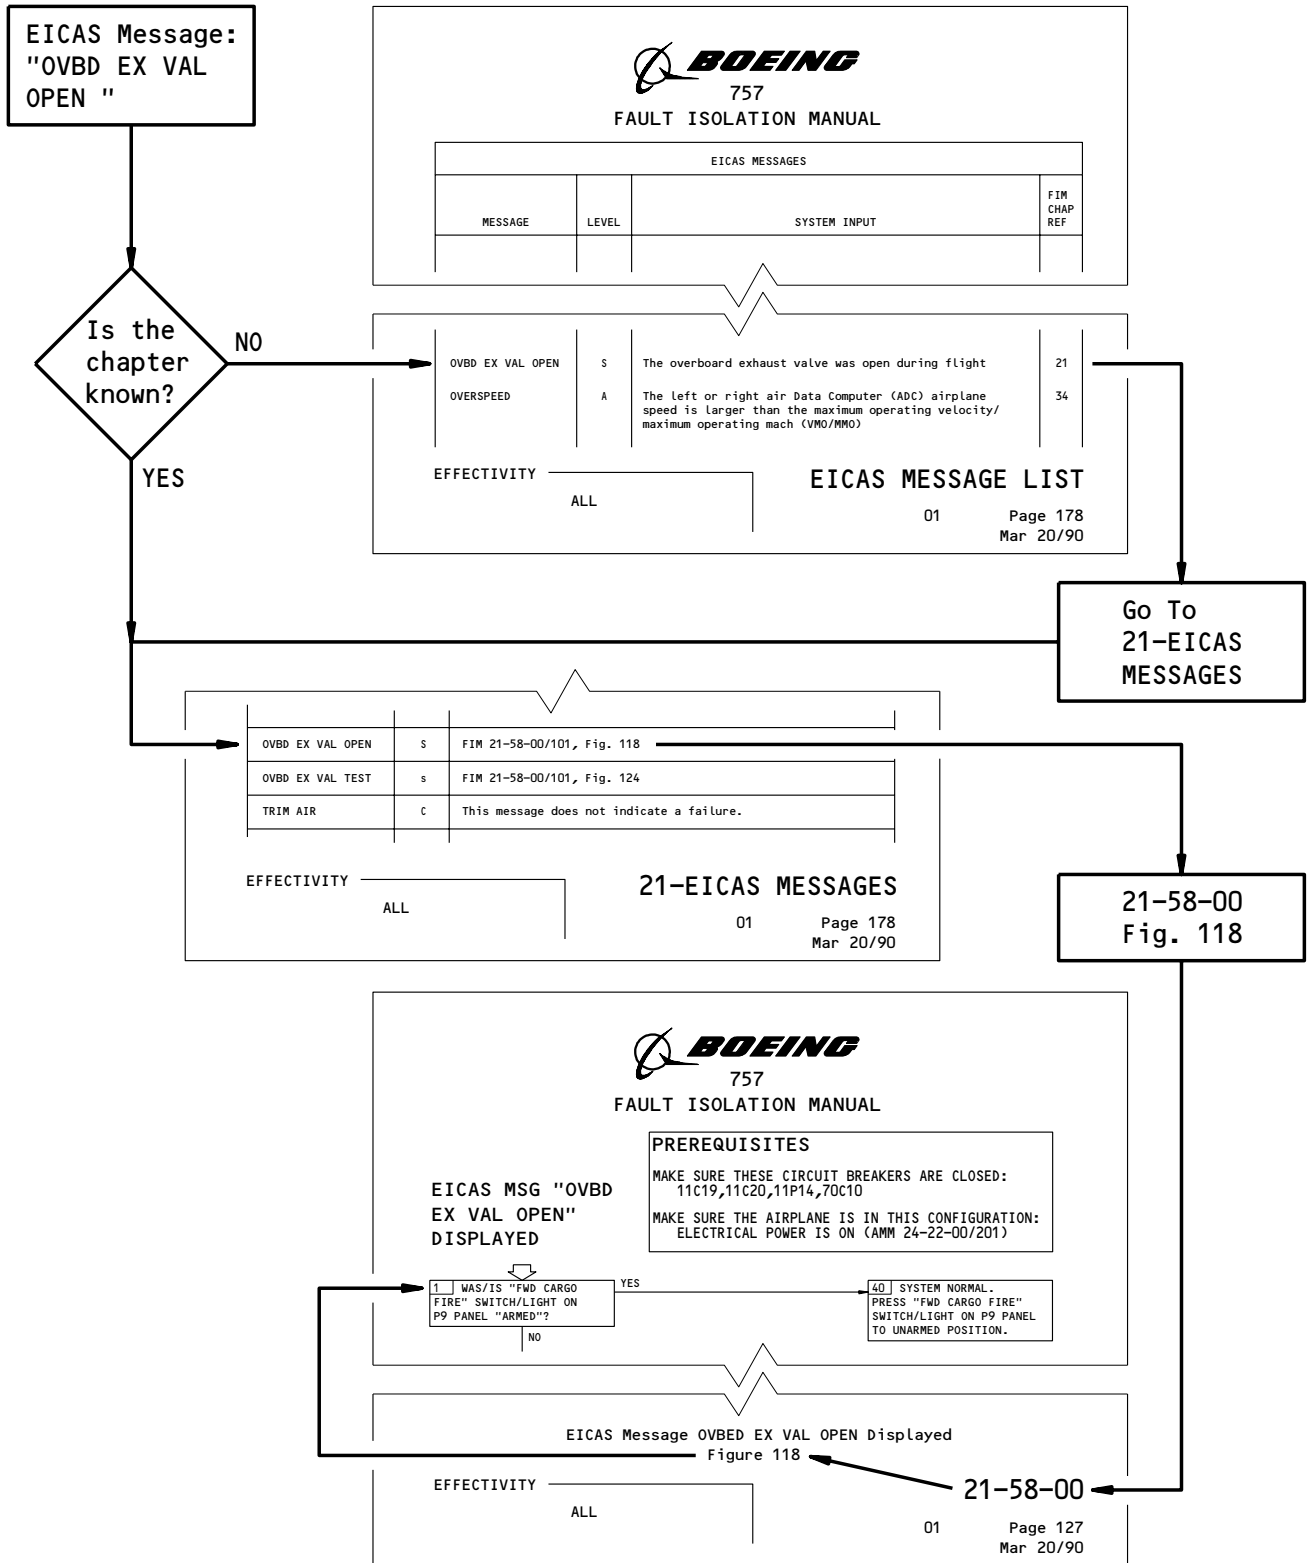 EICAS Message:
"OVBD EX VAL
OPEN "
BOEING
757
FAULT ISOLATION MANUAL
EICAS MESSAGES
MESSAGE
LEVEL
SYSTEM INPUT
FIM
CHAP
REF
Is the
chapter
known?
NO
YES
OVBD EX VAL OPEN S The overboard exhaust valve was open during flight 21
OVERSPEED A The left or right air Data Computer (ADC) airplane 34
speed is larger than the maximum operating velocity/
maximum operating mach (VMO/MMO)
EFFECTIVITY
ALL
EICAS MESSAGE LIST
01 Page 178
Mar 20/90
Go To
21-EICAS
MESSAGES
OVBD EX VAL OPEN S FIM 21-58-00/101, Fig. 118
OVBD EX VAL TEST s FIM 21-58-00/101, Fig. 124
TRIM AIR C This message does not indicate a failure.
EFFECTIVITY
ALL
21-EICAS MESSAGES
01 Page 178
Mar 20/90
21-58-00
Fig. 118
BOEING
757
FAULT ISOLATION MANUAL
PREREQUISITES
MAKE SURE THESE CIRCUIT BREAKERS ARE CLOSED:
11C19,11C20,11P14,70C10
MAKE SURE THE AIRPLANE IS IN THIS CONFIGURATION:
ELECTRICAL POWER IS ON (AMM 24-22-00/201)
EICAS MSG "OVBD
EX VAL OPEN"
DISPLAYED
1 WAS/IS "FWD CARGO
FIRE" SWITCH/LIGHT ON
P9 PANEL "ARMED"?
YES
NO
40 SYSTEM NORMAL.
PRESS "FWD CARGO FIRE"
SWITCH/LIGHT ON P9 PANEL
TO UNARMED POSITION.
EICAS Message OVBED EX VAL OPEN Displayed
Figure 118
EFFECTIVITY
ALL
21-58-00
01 Page 127
Mar 20/90